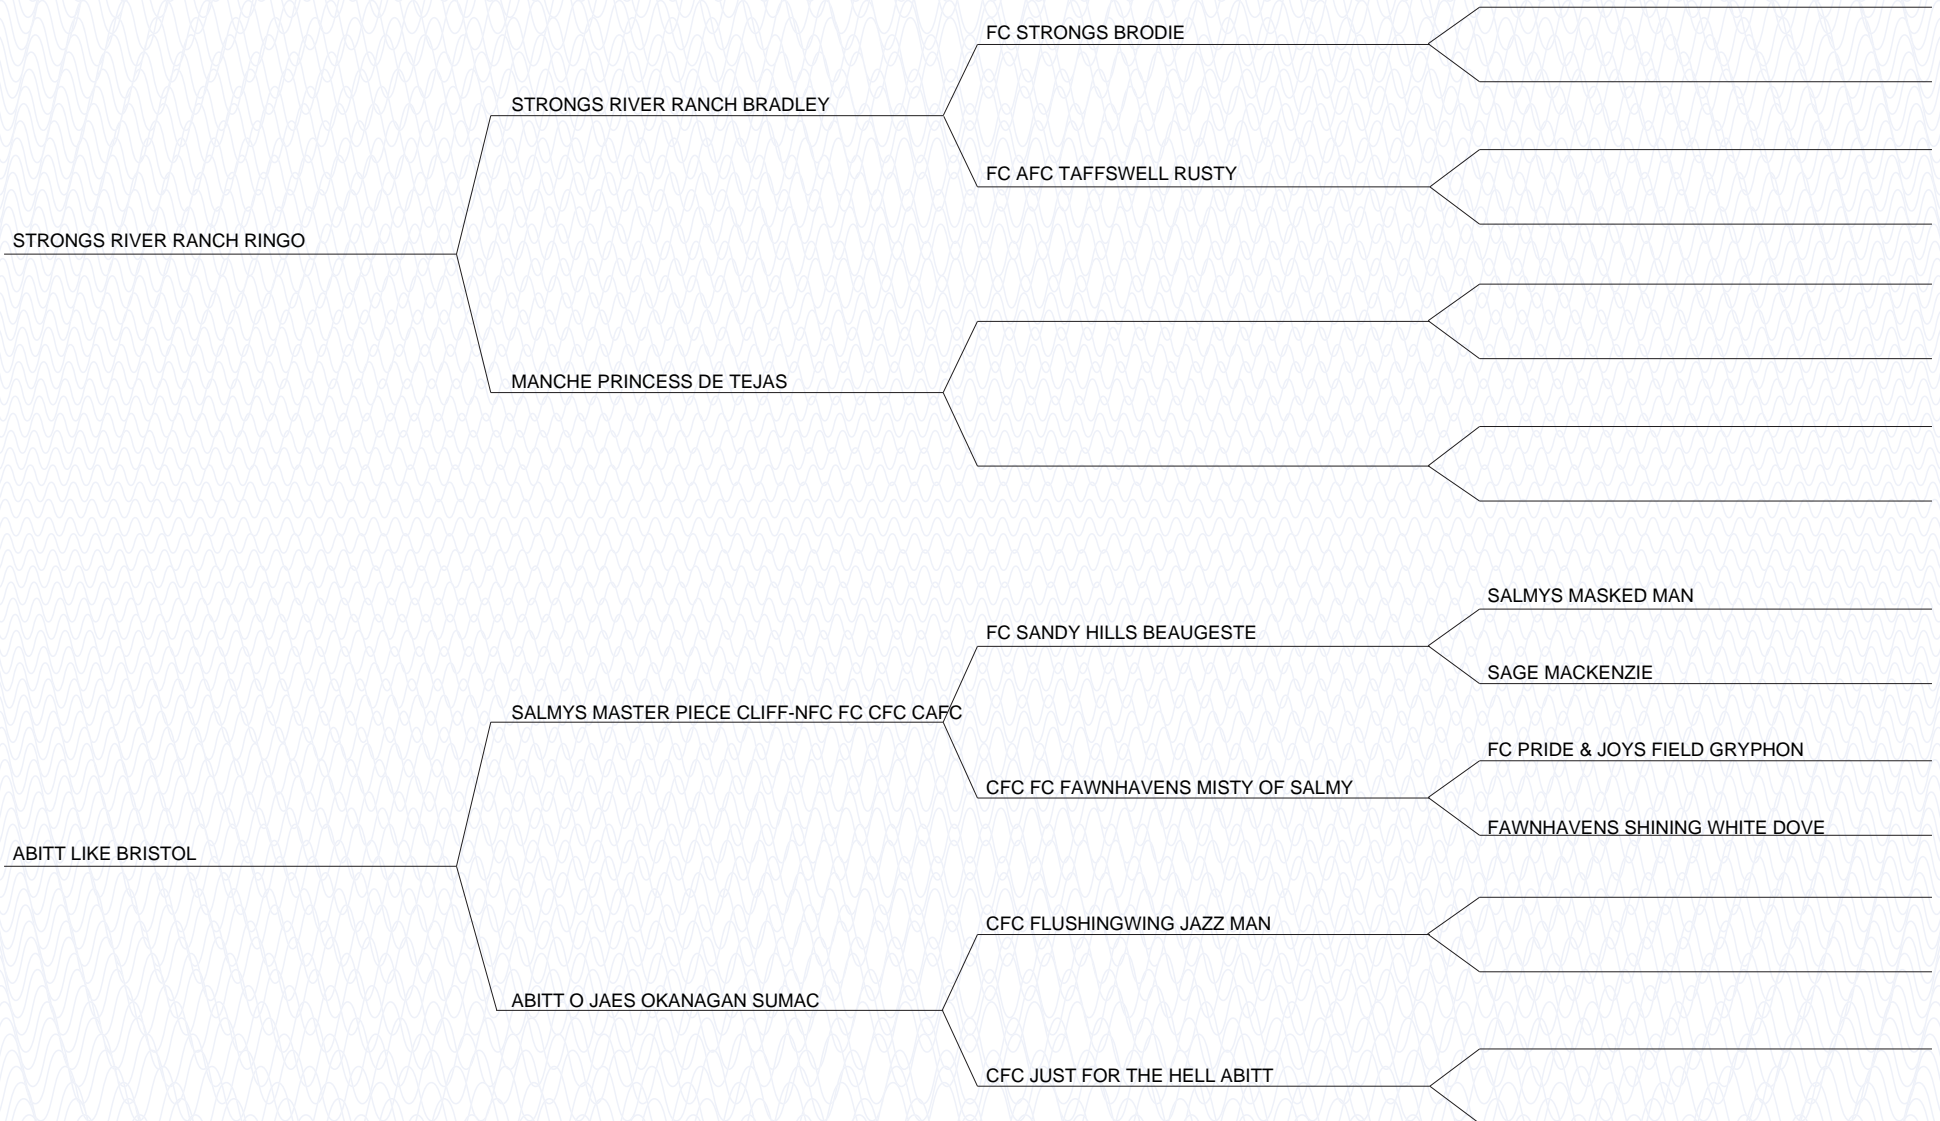 FC STRONGS BRODIE
STRONGS RIVER RANCH BRADLEY
FC AFC TAFFSWELL RUSTY
STRONGS RIVER RANCH RINGO
MANCHE PRINCESS DE TEJAS
SALMYS MASKED MAN
FC SANDY HILLS BEAUGESTE
SAGE MACKENZIE
SALMYS MASTER PIECE CLIFF-NFC FC CFC CAFC
FC PRIDE & JOYS FIELD GRYPHON
CFC FC FAWNHAVENS MISTY OF SALMY
FAWNHAVENS SHINING WHITE DOVE
ABITT LIKE BRISTOL
CFC FLUSHINGWING JAZZ MAN
ABITT O JAES OKANAGAN SUMAC
CFC JUST FOR THE HELL ABITT